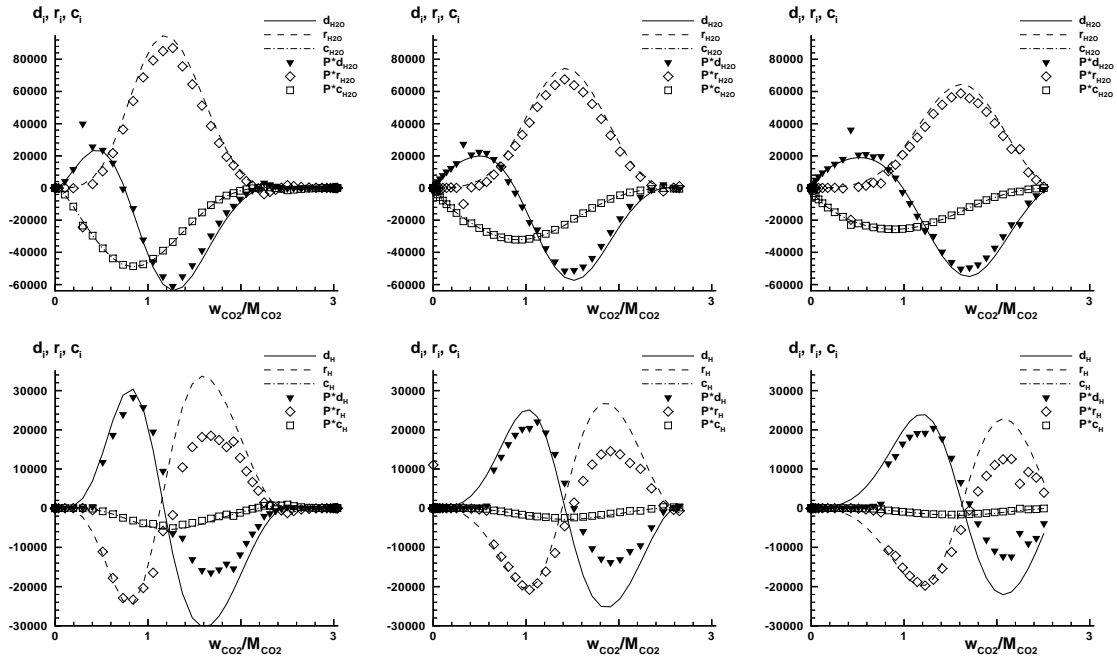 d_i, r_i, c_i
d_H2O
r_H2O
c_H2O
P*d_H2O
P*r_H2O
P*c_H2O
80000
60000
40000
20000
0
-20000
-40000
-60000
0 1 3
w_CO2/M_CO2
d_i, r_i, c_i
d_H2O
r_H2O
c_H2O
P*d_H2O
P*r_H2O
P*c_H2O
80000
60000
40000
20000
0
-20000
-40000
-60000
0 1 3
w_CO2/M_CO2
d_i, r_i, c_i
d_H2O
r_H2O
c_H2O
P*d_H2O
P*r_H2O
P*c_H2O
80000
60000
40000
20000
0
-20000
-40000
-60000
0 1 3
w_CO2/M_CO2
d_i, r_i, c_i
d_H
r_H
c_H
P*d_H
P*r_H
P*c_H
30000
20000
10000
0
-10000
-20000
-30000
0 1 3
w_CO2/M_CO2
d_i, r_i, c_i
d_H
r_H
c_H
P*d_H
P*r_H
P*c_H
30000
20000
10000
0
-10000
-20000
-30000
0 1 3
w_CO2/M_CO2
d_i, r_i, c_i
d_H
r_H
c_H
P*d_H
P*r_H
P*c_H
30000
20000
10000
0
-10000
-20000
-30000
0 1 3
w_CO2/M_CO2